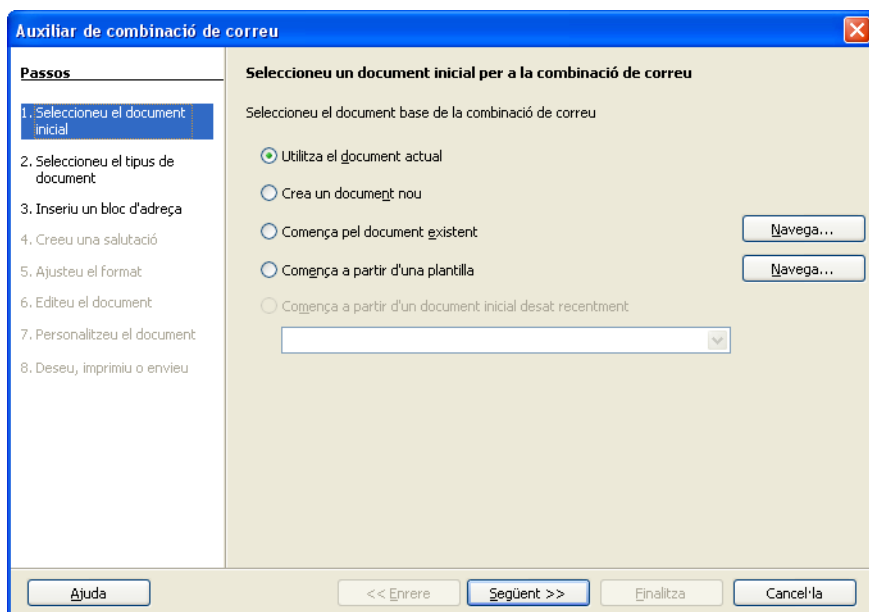 Auxiliar de combinació de correu
Passos
1. Seleccioneu el document
inicial
2. Seleccioneu el tipus de
document
3. Inseriu un bloc d'adreça
4. Creeu una salutació
5. Ajusteu el format
6. Editeu el document
7. Personalitzeu el document
8. Deseu, imprimiu o envieu
Seleccioneu un document inicial per a la combinació de correu
Seleccioneu el document base de la combinació de correu
Utilitza el document actual
Crea un document nou
Comença pel document existent
Navega...
Comença a partir d'una plantilla
Navega...
Comença a partir d'un document inicial desat recentment
Ajuda
<< Enrere
Següent >>
Finalitza
Cancel·la